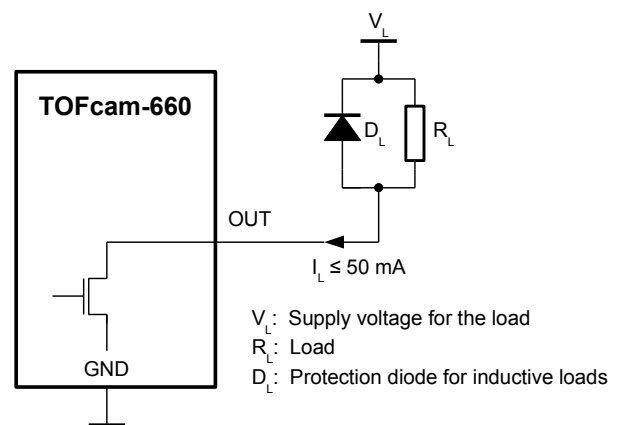 V_L
TOFcam-660
D_L
R_L
OUT
I_L ≤ 50 mA
V_L: Supply voltage for the load
R_L: Load
GND
D_L: Protection diode for inductive loads